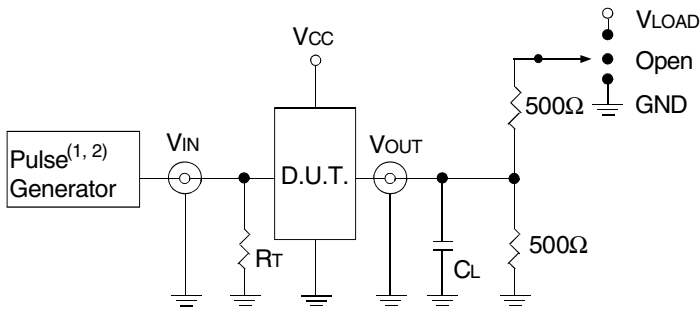 VLOAD
VCC
Open
500Ω
GND
Pulse(1, 2)
Generator
VIN
D.U.T.
VOUT
RT
CL
500Ω